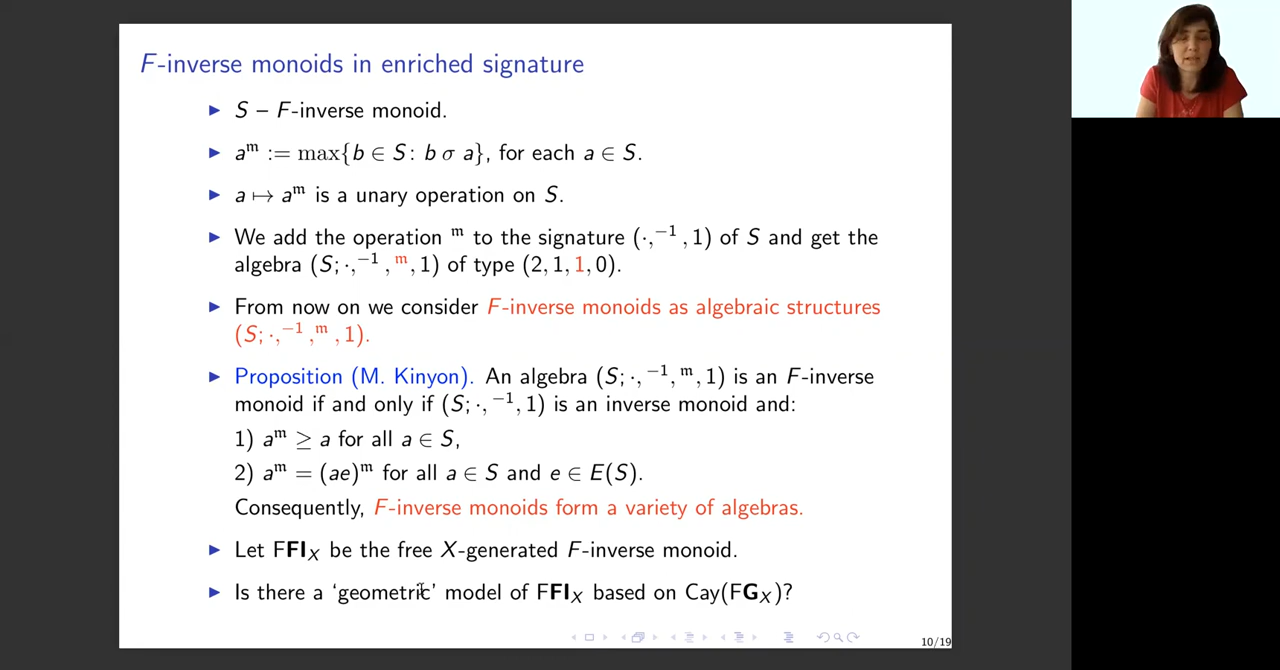 F-inverse monoids in enriched signature
▶ S – F-inverse monoid.
▶ a^𝔪 := max{b ∈ S: b σ a}, for each a ∈ S.
▶ a ↦ a^𝔪 is a unary operation on S.
▶ We add the operation ^𝔪 to the signature (·,⁻¹, 1) of S and get the
algebra (S; ·,⁻¹,^𝔪, 1) of type (2, 1, 1, 0).
▶ From now on we consider F-inverse monoids as algebraic structures
(S; ·,⁻¹,^𝔪, 1).
▶ Proposition (M. Kinyon). An algebra (S; ·, ⁻¹,^𝔪, 1) is an F-inverse
monoid if and only if (S; ·, ⁻¹, 1) is an inverse monoid and:
1) a^𝔪 ≥ a for all a ∈ S,
2) a^𝔪 = (ae)^𝔪 for all a ∈ S and e ∈ E(S).
Consequently, F-inverse monoids form a variety of algebras.
▶ Let FFI_X be the free X-generated F-inverse monoid.
▶ Is there a ‘geometric’ model of FFI_X based on Cay(FG_X)?
10/19